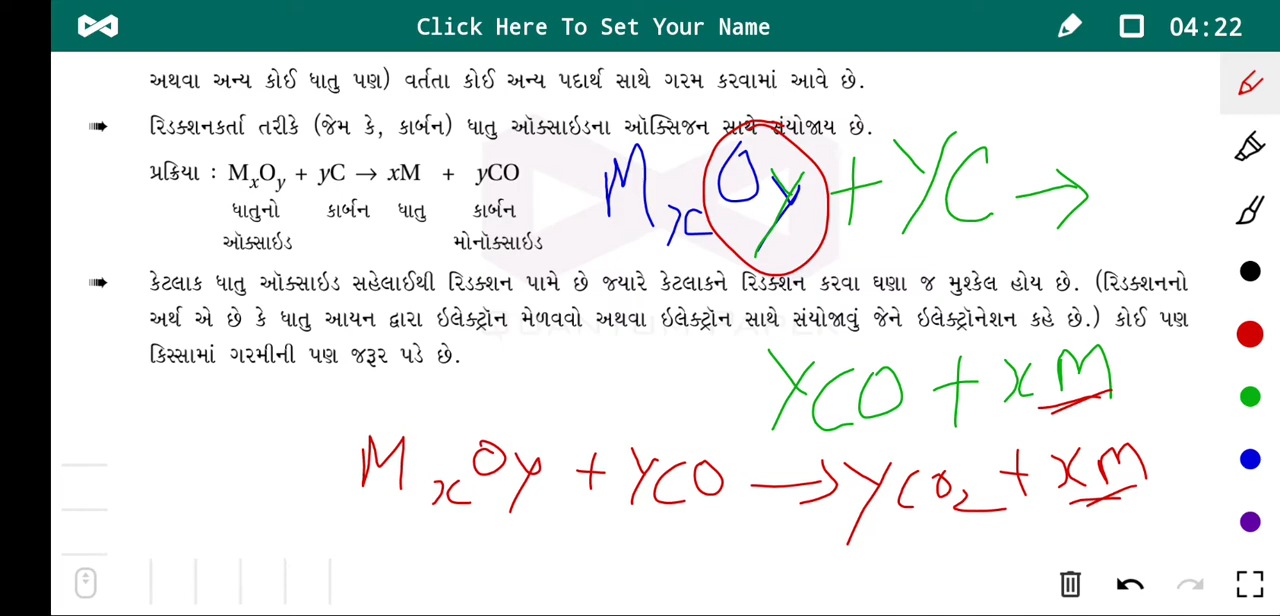 Click Here To Set Your Name
04:22
અથવા અન્ય કોઈ ધાતુ પણ) વર્તતા કોઈ અન્ય પદાર્થ સાથે ગરમ કરવામાં આવે છે.
➠ રિડક્શનકર્તા તરીકે (જેમ કે, કાર્બન) ધાતુ ઑક્સાઇડના ઑક્સિજન સાથે સંયોજાય છે.
પ્રક્રિયા : MₓOᵧ + yC → xM + yCO
ધાતુનો કાર્બન ધાતુ કાર્બન
ઑક્સાઇડ મોનૉક્સાઇડ
MₓOᵧ + yC →
➠ કેટલાક ધાતુ ઑક્સાઇડ સહેલાઈથી રિડક્શન પામે છે જ્યારે કેટલાકને રિડક્શન કરવા ઘણા જ મુશ્કેલ હોય છે. (રિડક્શનનો
અર્થ એ છે કે ધાતુ આયન દ્વારા ઇલેક્ટ્રૉન મેળવવો અથવા ઇલેક્ટ્રૉન સાથે સંયોજાવું જેને ઇલેક્ટ્રૉનેશન કહે છે.) કોઈ પણ
કિસ્સામાં ગરમીની પણ જરૂર પડે છે.
yCO + xM
MₓOᵧ + yCO → yCO₂ + xM